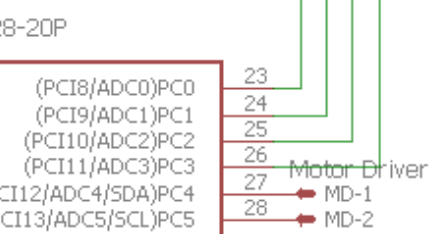 28-20P
(PCI8/ADC0)PC0 23
(PCI9/ADC1)PC1 24
(PCI10/ADC2)PC2 25
(PCI11/ADC3)PC3 26
Motor Driver
CI12/ADC4/SDA)PC4 27 MD-1
CI13/ADC5/SCL)PC5 28 MD-2